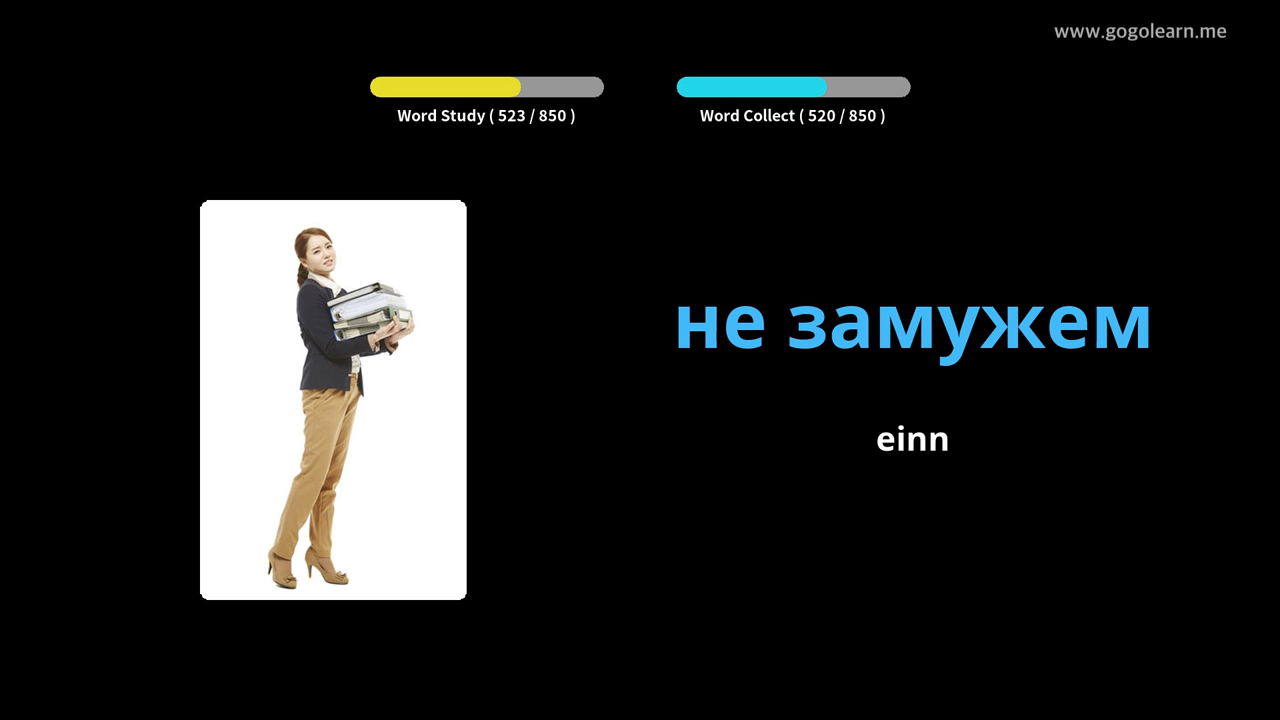 www.gogolearn.me
Word Study ( 523 / 850 )
Word Collect ( 520 / 850 )
не замужем
einn